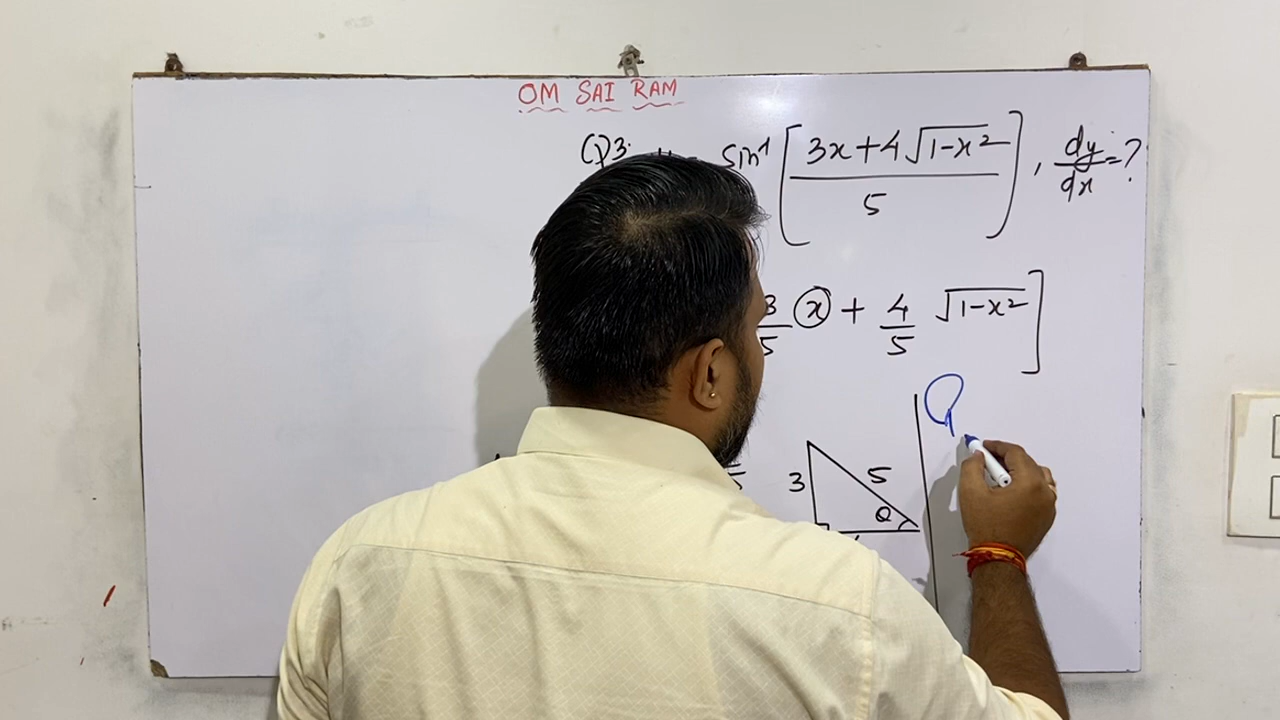 OM SAI RAM
Q3. sin⁻¹ [ (3x+4√(1-x²))/5 ] , dy/dx = ?
3/5 x + 4/5 √(1-x²) ]
3 5 θ